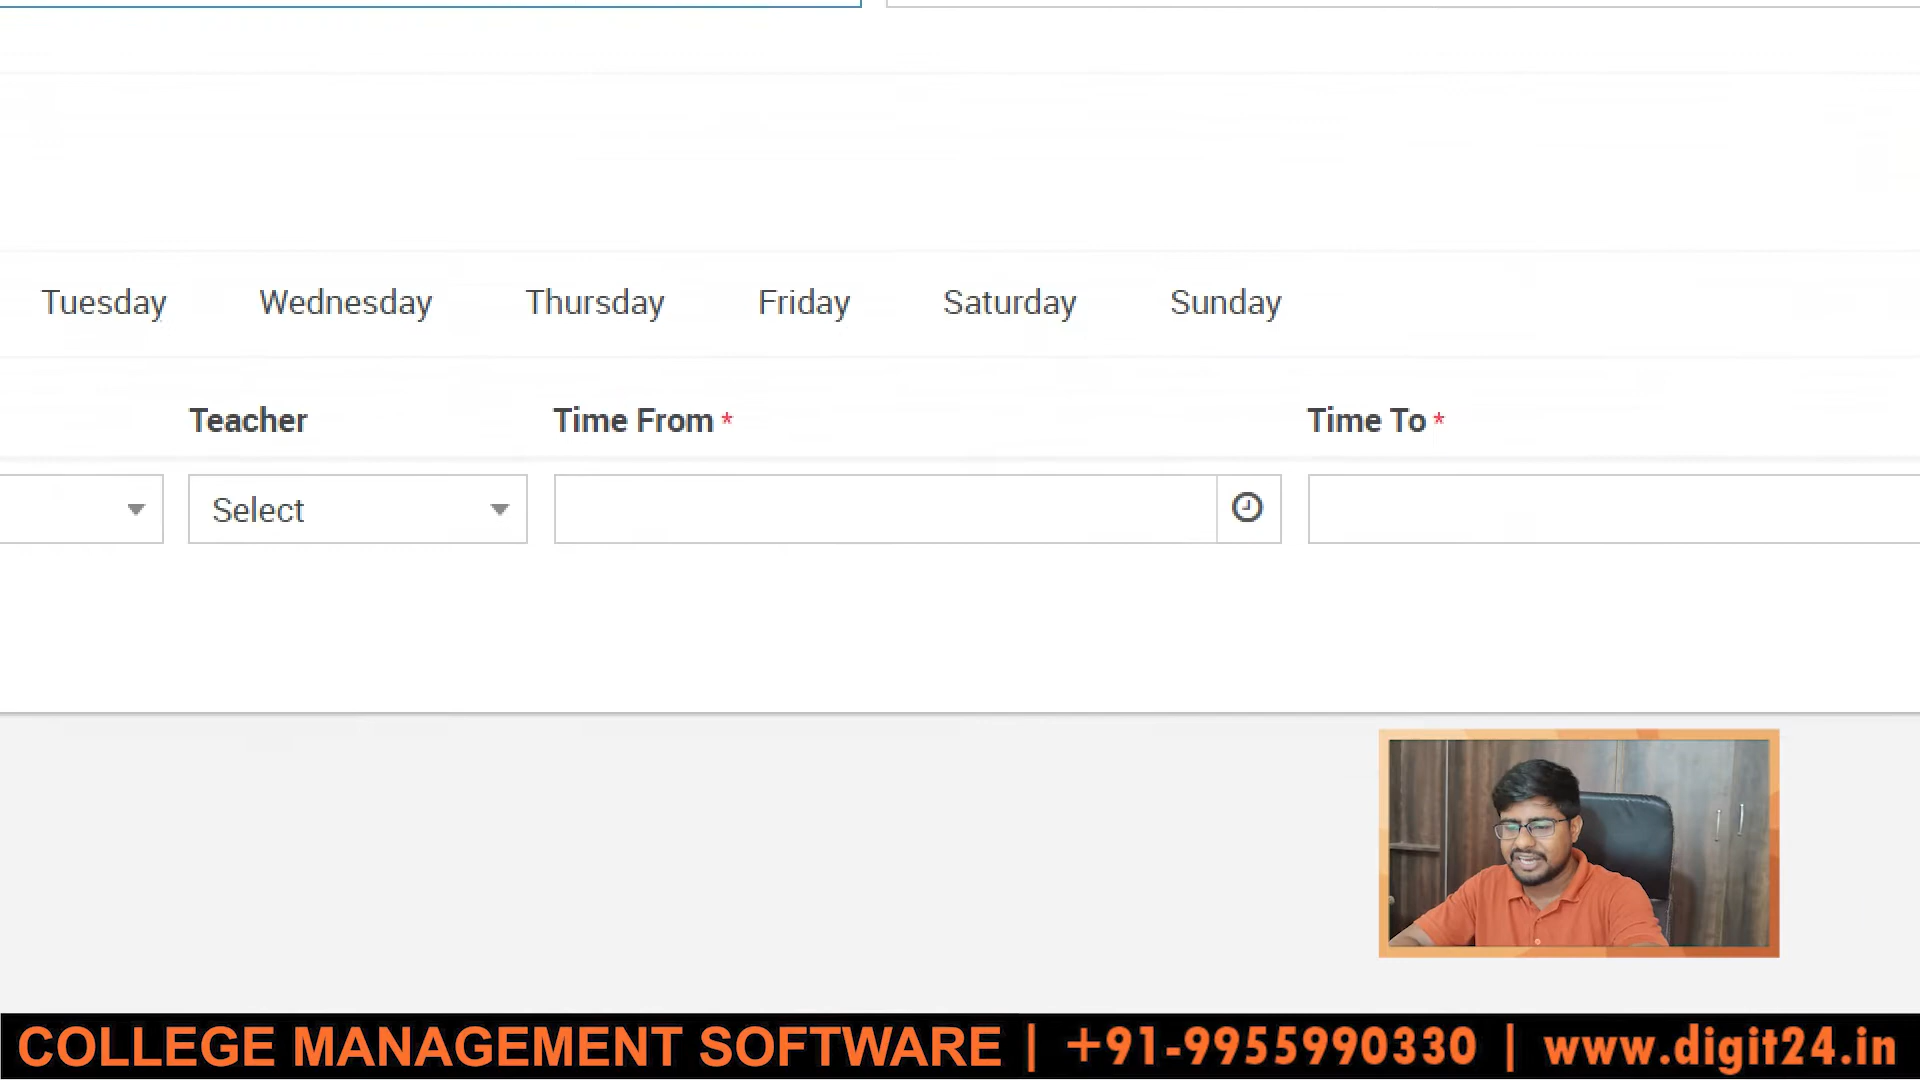 Tuesday Wednesday Thursday Friday Saturday Sunday
Teacher Time From * Time To *
Select
COLLEGE MANAGEMENT SOFTWARE | +91-9955990330 | www.digit24.in